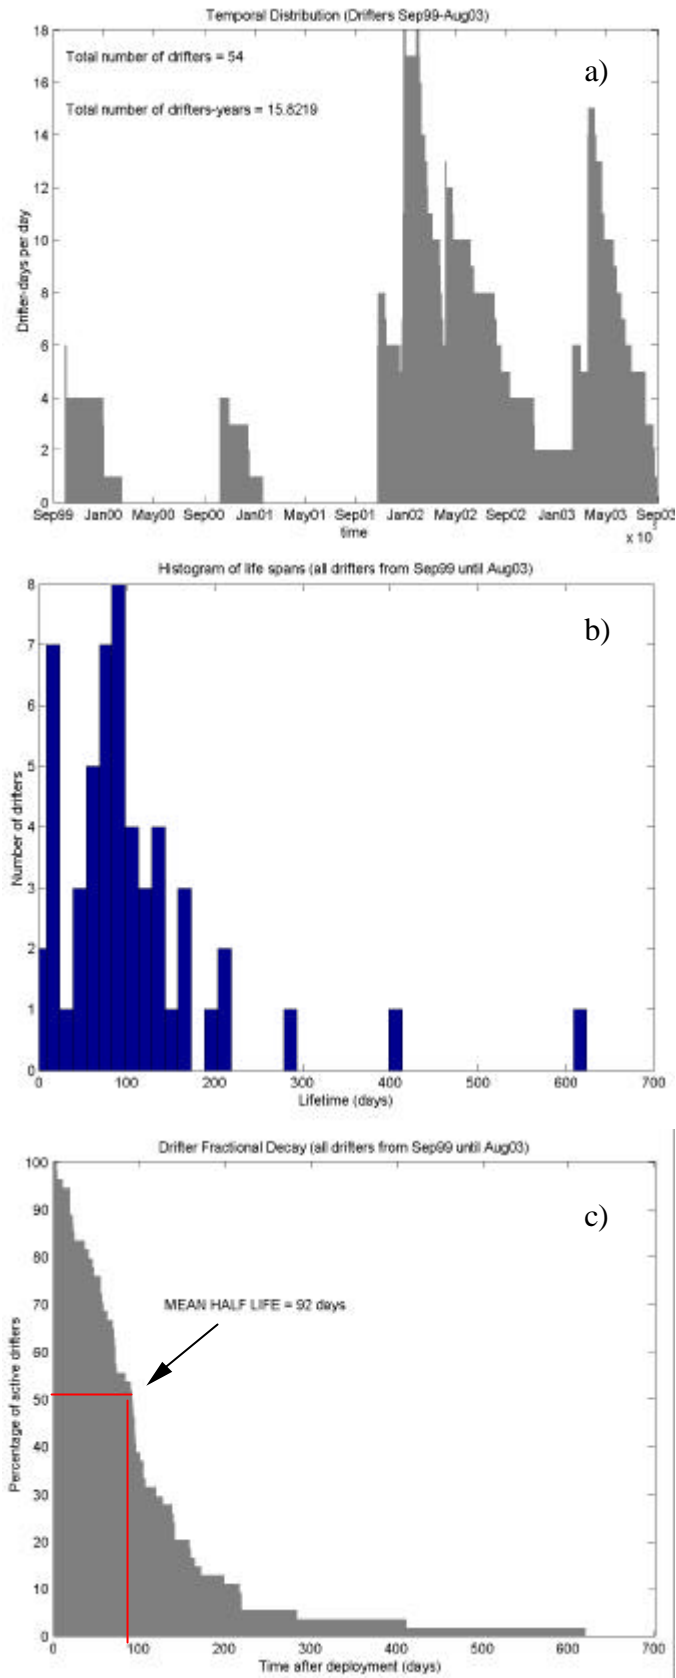 Temporal Distribution (Drifters Sep99-Aug03)
18
16
14
12
10
8
6
4
2
0
Drifter-days per day
Total number of drifters = 54
Total number of drifters-years = 15.8219
a)
Sep99 Jan00 May00 Sep00 Jan01 May01 Sep01 Jan02 May02 Sep02 Jan03 May03 Sep03
time
x 10^5
Histogram of life spans (all drifters from Sep99 until Aug03)
8
7
6
5
4
3
2
1
0
Number of drifters
b)
0 100 200 300 400 500 600 700
Lifetime (days)
Drifter Fractional Decay (all drifters from Sep99 until Aug03)
100
90
80
70
60
50
40
30
20
10
0
Percentage of active drifters
c)
MEAN HALF LIFE = 92 days
0 100 200 300 400 500 600 700
Time after deployment (days)